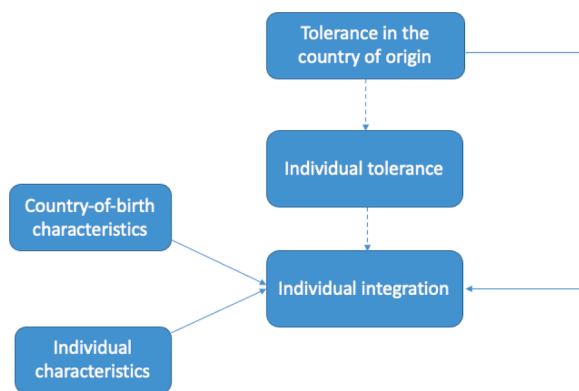 Tolerance in the
country of origin
Individual tolerance
Country-of-birth
characteristics
Individual integration
Individual
characteristics